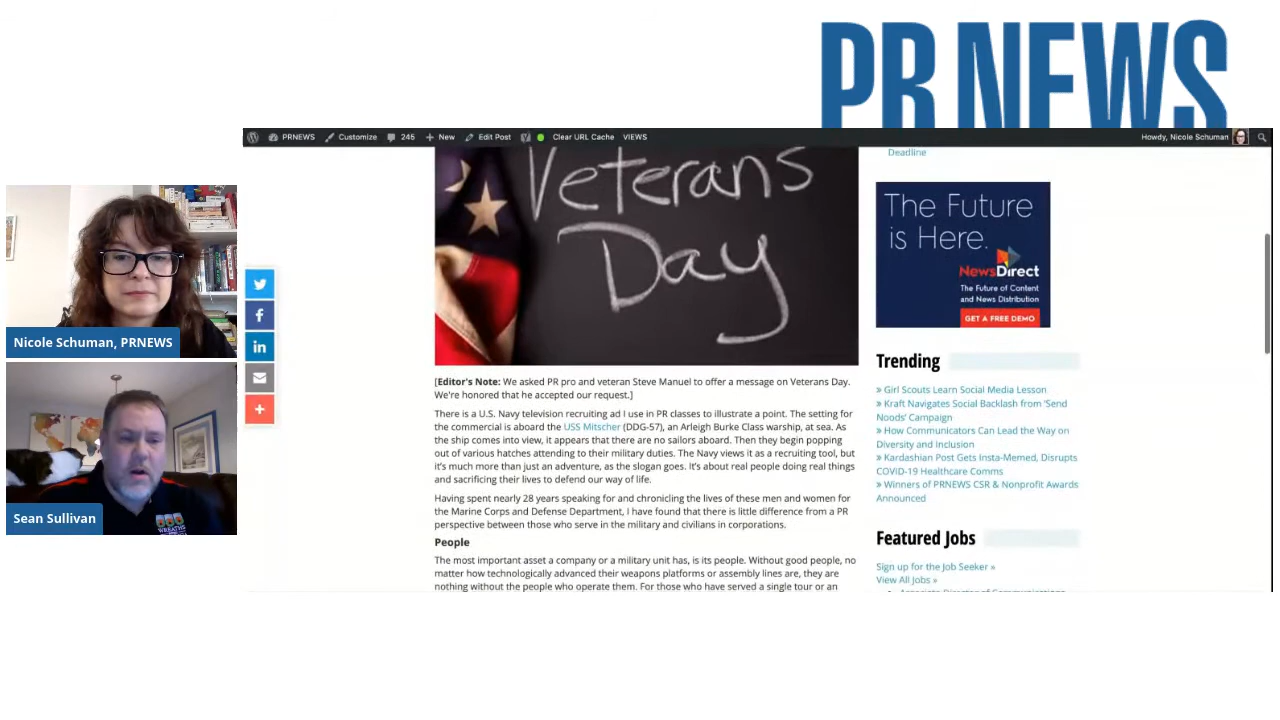 PR NEWS
PRNEWS
Customize
245
New
Edit Post
Clear URL Cache
VIEWS
Howdy, Nicole Schuman
Veterans
Day
Deadline
The Future
is Here.
NewsDirect
The Future of Content
and News Distribution
GET A FREE DEMO
Nicole Schuman, PRNEWS
Sean Sullivan
WREATHS
[Editor's Note: We asked PR pro and veteran Steve Manuel to offer a message on Veterans Day.
We're honored that he accepted our request.]
There is a U.S. Navy television recruiting ad I use in PR classes to illustrate a point. The setting for
the commercial is aboard the USS Mitscher (DDG-57), an Arleigh Burke Class warship, at sea. As
the ship comes into view, it appears that there are no sailors aboard. Then they begin popping
out of various hatches attending to their military duties. The Navy views it as a recruiting tool, but
it's much more than just an adventure, as the slogan goes. It's about real people doing real things
and sacrificing their lives to defend our way of life.
Having spent nearly 28 years speaking for and chronicling the lives of these men and women for
the Marine Corps and Defense Department, I have found that there is little difference from a PR
perspective between those who serve in the military and civilians in corporations.
People
The most important asset a company or a military unit has, is its people. Without good people, no
matter how technologically advanced their weapons platforms or assembly lines are, they are
nothing without the people who operate them. For those who have served a single tour or an
Trending
» Girl Scouts Learn Social Media Lesson
» Kraft Navigates Social Backlash from 'Send
Noods' Campaign
» How Communicators Can Lead the Way on
Diversity and Inclusion
» Kardashian Post Gets Insta-Memed, Disrupts
COVID-19 Healthcare Comms
» Winners of PRNEWS CSR & Nonprofit Awards
Announced
Featured Jobs
Sign up for the Job Seeker »
View All Jobs »
Associate Director of Communications